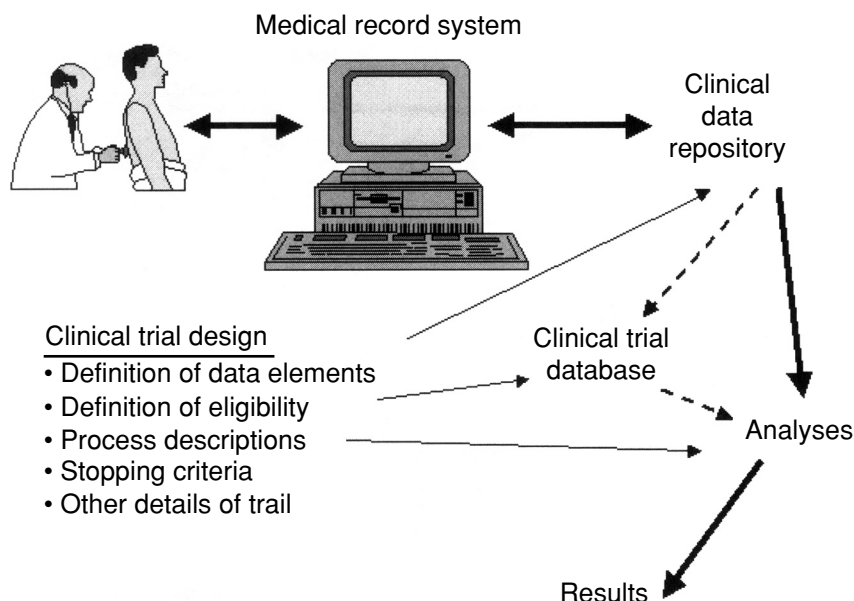 Medical record system
Clinical
data
repository
Clinical trial design
• Definition of data elements
• Definition of eligibility
• Process descriptions
• Stopping criteria
• Other details of trail
Clinical trial
database
Analyses
Results